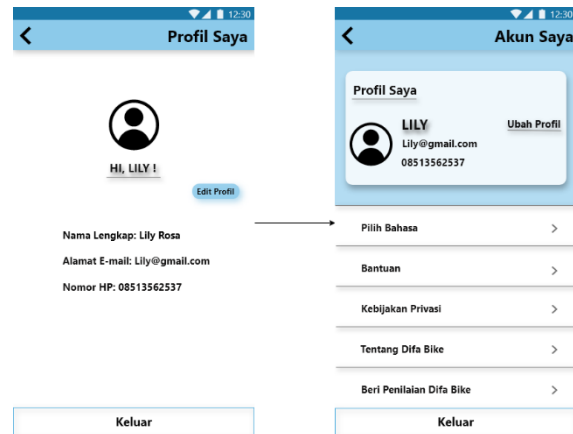 12:30
Profil Saya
HI, LILY !
Edit Profil
Nama Lengkap: Lily Rosa
Alamat E-mail: Lily@gmail.com
Nomor HP: 08513562537
Keluar
12:30
Akun Saya
Profil Saya
LILY
Ubah Profil
Lily@gmail.com
08513562537
Pilih Bahasa
Bantuan
Kebijakan Privasi
Tentang Difa Bike
Beri Penilaian Difa Bike
Keluar